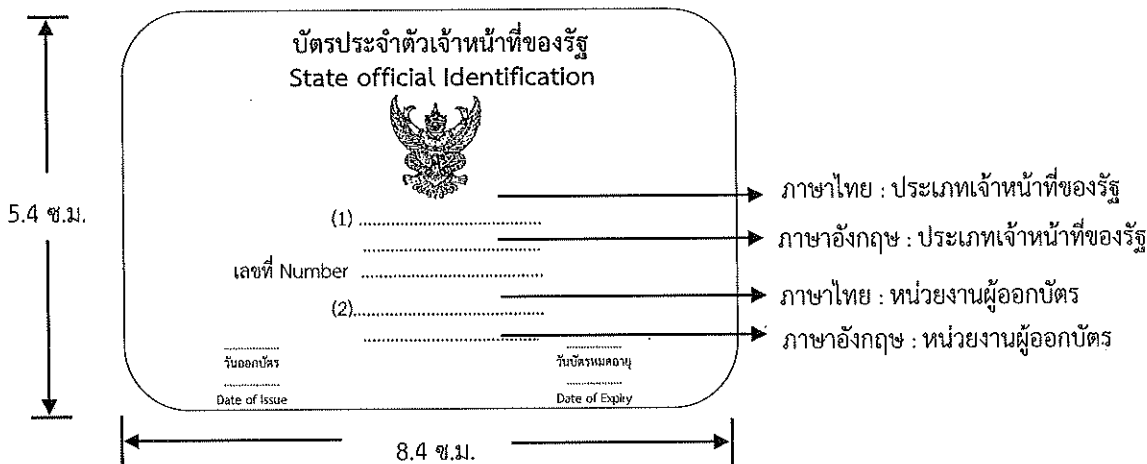 บัตรประจำตัวเจ้าหน้าที่ของรัฐ
State official Identification
5.4 ซ.ม.
ภาษาไทย : ประเภทเจ้าหน้าที่ของรัฐ
(1) ........................................
ภาษาอังกฤษ : ประเภทเจ้าหน้าที่ของรัฐ
........................................
เลขที่ Number ........................................
ภาษาไทย : หน่วยงานผู้ออกบัตร
(2)........................................
ภาษาอังกฤษ : หน่วยงานผู้ออกบัตร
........................................
............... ...............
วันออกบัตร วันบัตรหมดอายุ
............... ...............
Date of Issue Date of Expiry
8.4 ซ.ม.